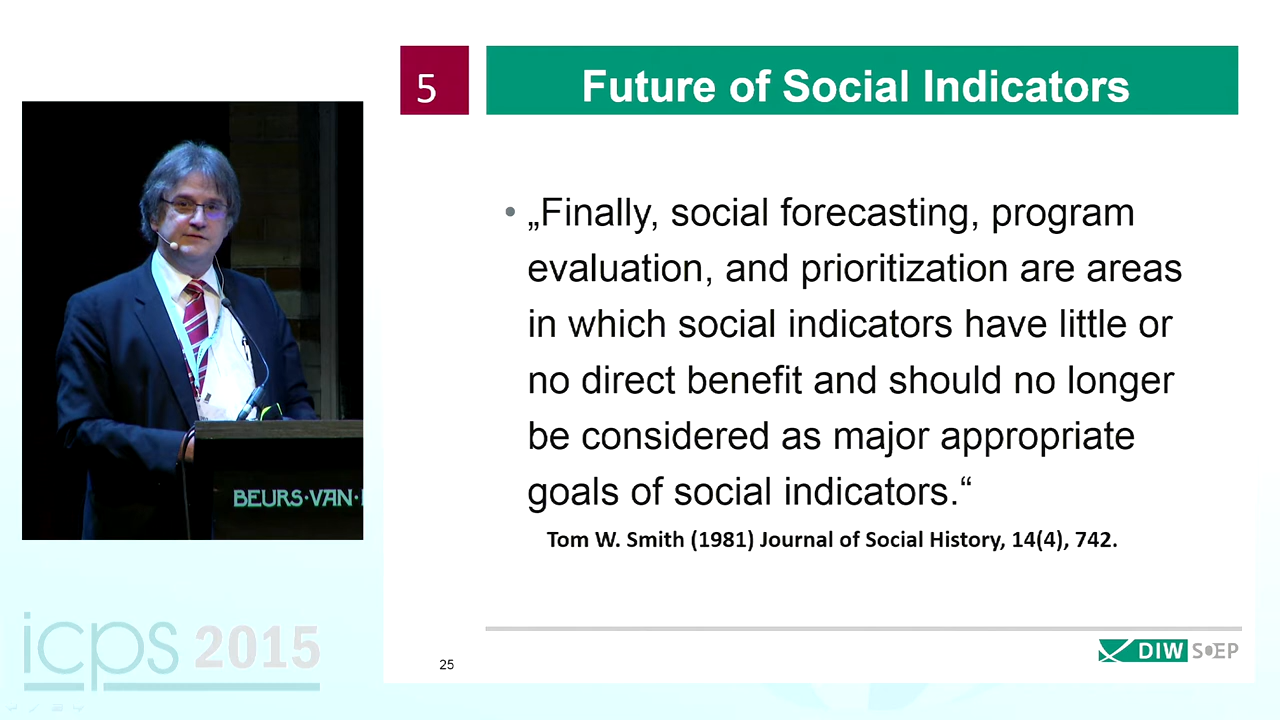 5
Future of Social Indicators
• „Finally, social forecasting, program
evaluation, and prioritization are areas
in which social indicators have little or
no direct benefit and should no longer
be considered as major appropriate
goals of social indicators.“
Tom W. Smith (1981) Journal of Social History, 14(4), 742.
BEURS·VAN·
icps 2015
25
DIW SOEP